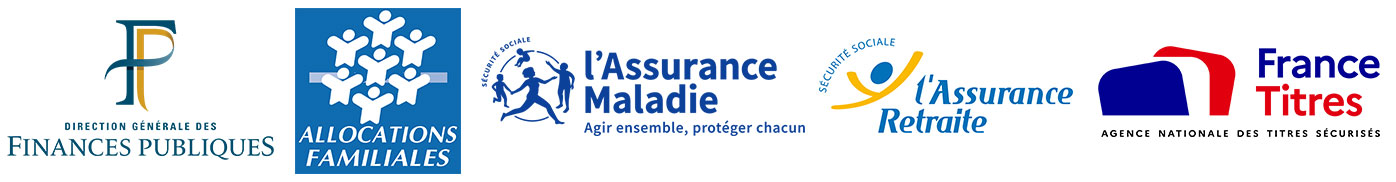 DIRECTION GÉNÉRALE DES
FINANCES PUBLIQUES
ALLOCATIONS
FAMILIALES
SÉCURITÉ SOCIALE
l'Assurance
Maladie
Agir ensemble, protéger chacun
SÉCURITÉ SOCIALE
l'Assurance
Retraite
France
Titres
AGENCE NATIONALE DES TITRES SÉCURISÉS